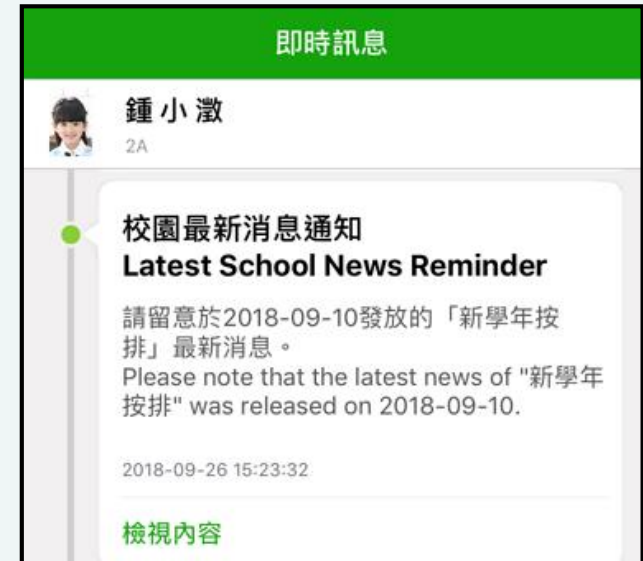 即時訊息
鍾小澂
2A
校園最新消息通知
Latest School News Reminder
請留意於2018-09-10發放的「新學年按
排」最新消息。
Please note that the latest news of "新學年
按排" was released on 2018-09-10.
2018-09-26 15:23:32
檢視內容